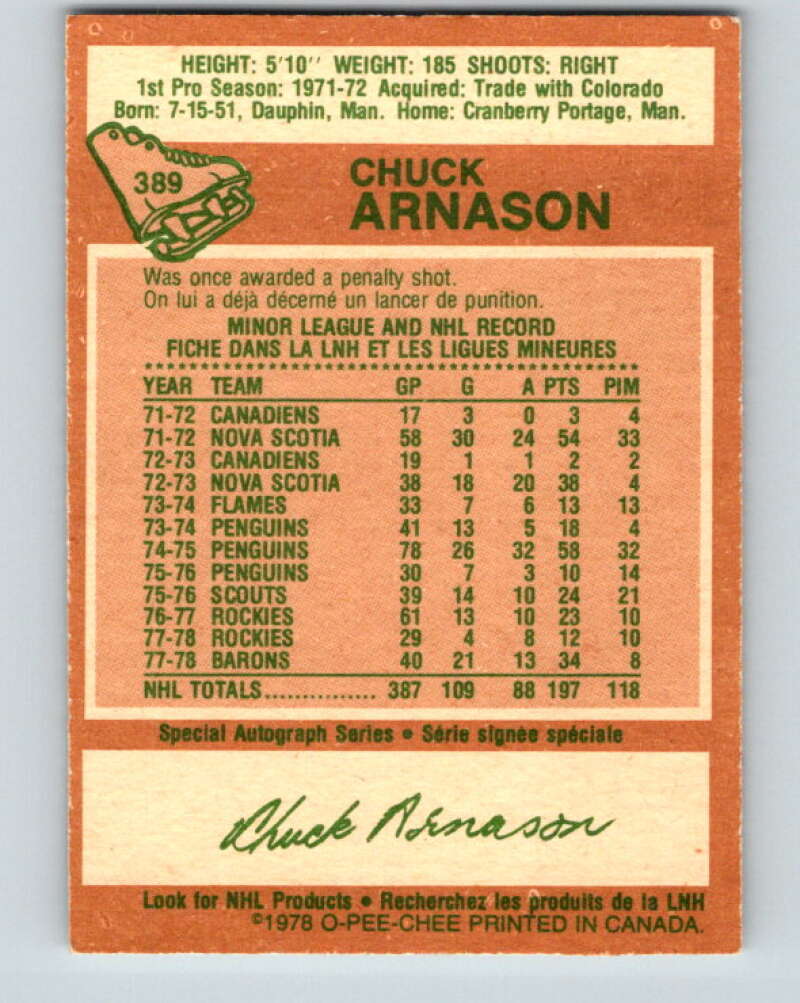 HEIGHT: 5'10'' WEIGHT: 185 SHOOTS: RIGHT
1st Pro Season: 1971-72 Acquired: Trade with Colorado
Born: 7-15-51, Dauphin, Man. Home: Cranberry Portage, Man.
389
CHUCK
ARNASON
Was once awarded a penalty shot.
On lui a déjà décerné un lancer de punition.
MINOR LEAGUE AND NHL RECORD
FICHE DANS LA LNH ET LES LIGUES MINEURES
YEAR TEAM GP G A PTS PIM
71-72 CANADIENS 17 3 0 3 4
71-72 NOVA SCOTIA 58 30 24 54 33
72-73 CANADIENS 19 1 1 2 2
72-73 NOVA SCOTIA 38 18 20 38 4
73-74 FLAMES 33 7 6 13 13
73-74 PENGUINS 41 13 5 18 4
74-75 PENGUINS 78 26 32 58 32
75-76 PENGUINS 30 7 3 10 14
75-76 SCOUTS 39 14 10 24 21
76-77 ROCKIES 61 13 10 23 10
77-78 ROCKIES 29 4 8 12 10
77-78 BARONS 40 21 13 34 8
NHL TOTALS............... 387 109 88 197 118
Special Autograph Series • Série signée spéciale
Chuck Arnason
Look for NHL Products • Recherchez les produits de la LNH
©1978 O-PEE-CHEE PRINTED IN CANADA.